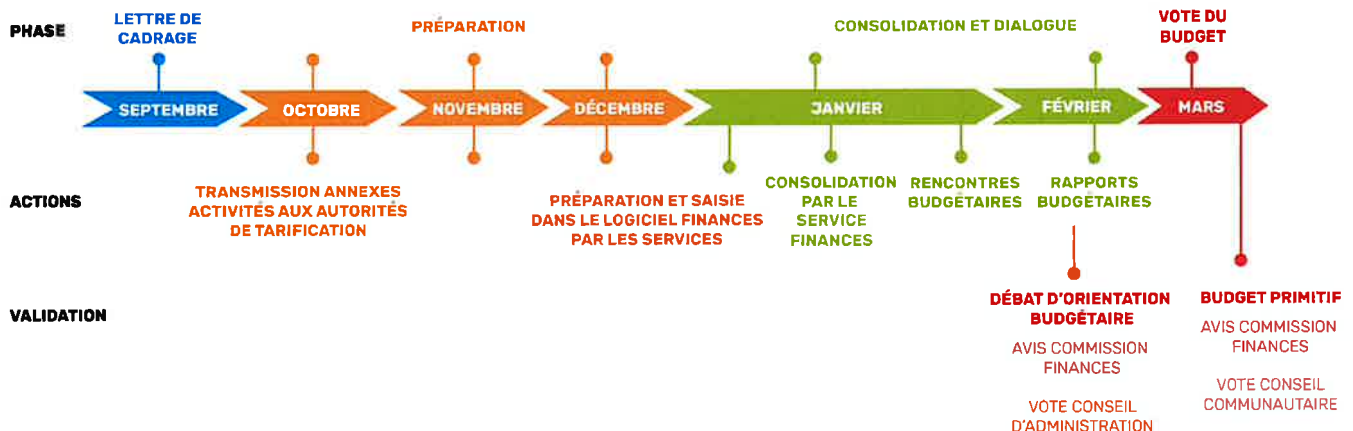 PHASE
LETTRE DE
CADRAGE
PRÉPARATION
CONSOLIDATION ET DIALOGUE
VOTE DU
BUDGET
SEPTEMBRE
OCTOBRE
NOVEMBRE
DÉCEMBRE
JANVIER
FÉVRIER
MARS
ACTIONS
TRANSMISSION ANNEXES
ACTIVITÉS AUX AUTORITÉS
DE TARIFICATION
PRÉPARATION ET SAISIE
DANS LE LOGICIEL FINANCES
PAR LES SERVICES
CONSOLIDATION
PAR LE
SERVICE
FINANCES
RENCONTRES
BUDGÉTAIRES
RAPPORTS
BUDGÉTAIRES
VALIDATION
DÉBAT D'ORIENTATION
BUDGÉTAIRE
AVIS COMMISSION
FINANCES
VOTE CONSEIL
D'ADMINISTRATION
BUDGET PRIMITIF
AVIS COMMISSION
FINANCES
VOTE CONSEIL
COMMUNAUTAIRE